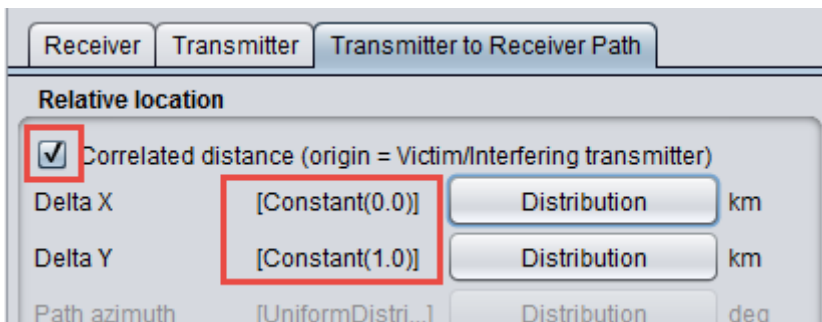 Receiver Transmitter Transmitter to Receiver Path
Relative location
Correlated distance (origin = Victim/Interfering transmitter)
Delta X [Constant(0.0)] Distribution km
Delta Y [Constant(1.0)] Distribution km
Path azimuth [UniformDistri...] Distribution deg